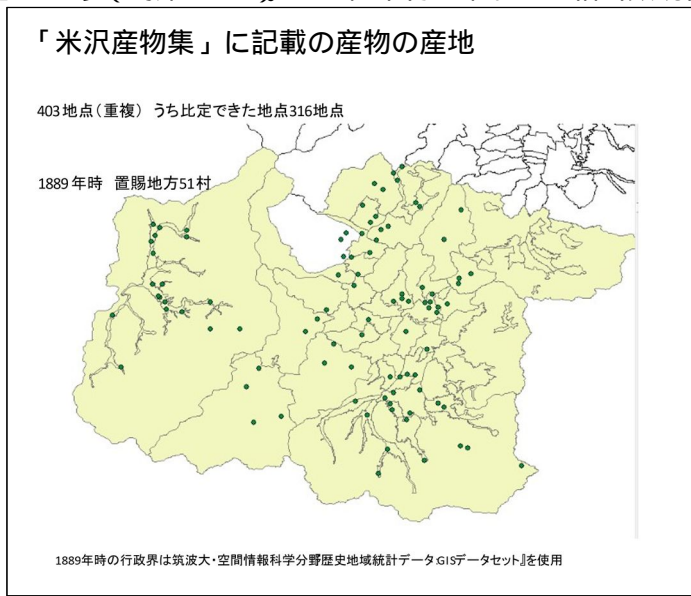 「米沢産物集」に記載の産物の産地
403地点(重複) うち比定できた地点316地点
1889年時 置賜地方51村
1889年時の行政界は筑波大・空間情報科学分野歴史地域統計データ:GISデータセット』を使用